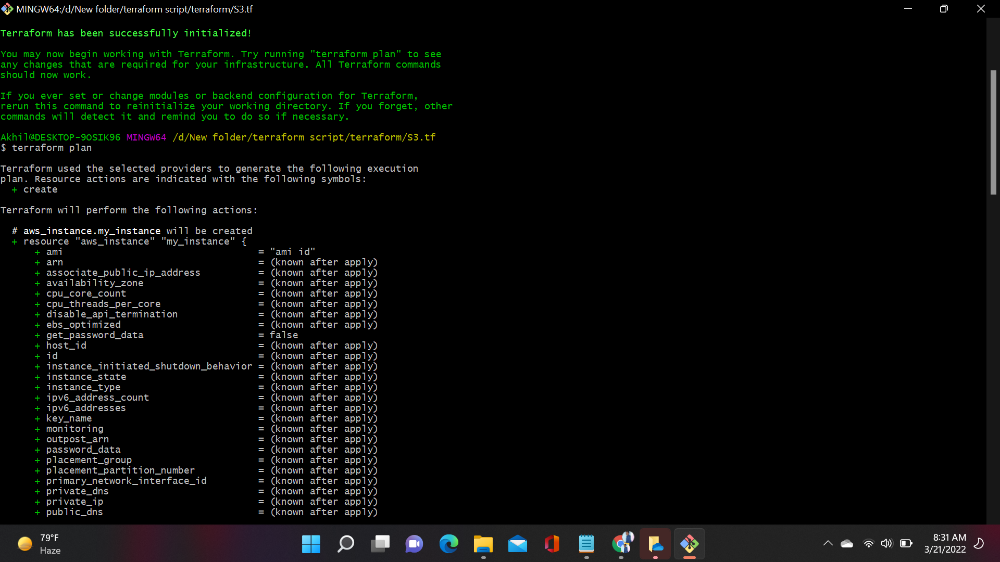 MINGW64:/d/New folder/terraform script/terraform/S3.tf
Terraform has been successfully initialized!
You may now begin working with Terraform. Try running "terraform plan" to see
any changes that are required for your infrastructure. All Terraform commands
should now work.
If you ever set or change modules or backend configuration for Terraform,
rerun this command to reinitialize your working directory. If you forget, other
commands will detect it and remind you to do so if necessary.
Akhil@DESKTOP-9OSIK96 MINGW64 /d/New folder/terraform script/terraform/S3.tf
$ terraform plan
Terraform used the selected providers to generate the following execution
plan. Resource actions are indicated with the following symbols:
  + create
Terraform will perform the following actions:
  # aws_instance.my_instance will be created
  + resource "aws_instance" "my_instance" {
      + ami                                  = "ami id"
      + arn                                  = (known after apply)
      + associate_public_ip_address          = (known after apply)
      + availability_zone                    = (known after apply)
      + cpu_core_count                       = (known after apply)
      + cpu_threads_per_core                 = (known after apply)
      + disable_api_termination              = (known after apply)
      + ebs_optimized                        = (known after apply)
      + get_password_data                    = false
      + host_id                              = (known after apply)
      + id                                   = (known after apply)
      + instance_initiated_shutdown_behavior = (known after apply)
      + instance_state                       = (known after apply)
      + instance_type                        = (known after apply)
      + ipv6_address_count                   = (known after apply)
      + ipv6_addresses                       = (known after apply)
      + key_name                             = (known after apply)
      + monitoring                           = (known after apply)
      + outpost_arn                          = (known after apply)
      + password_data                        = (known after apply)
      + placement_group                      = (known after apply)
      + placement_partition_number           = (known after apply)
      + primary_network_interface_id         = (known after apply)
      + private_dns                          = (known after apply)
      + private_ip                           = (known after apply)
      + public_dns                           = (known after apply)
79°F
Haze
8:31 AM
3/21/2022